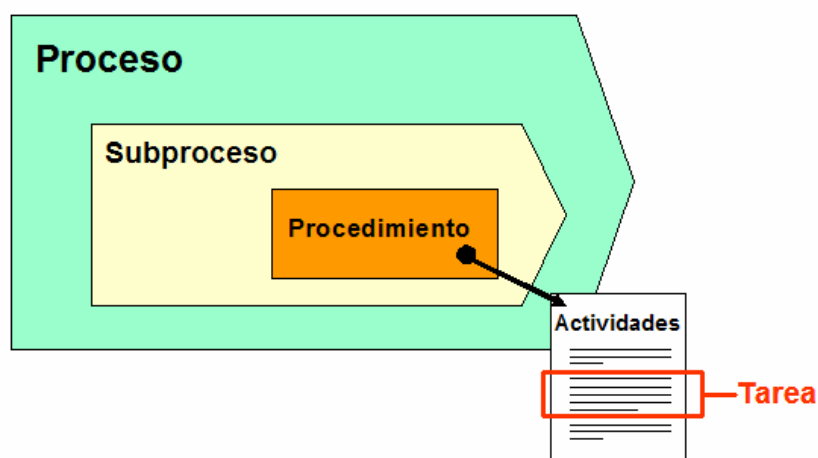 Proceso
Subproceso
Procedimiento
Actividades
Tarea